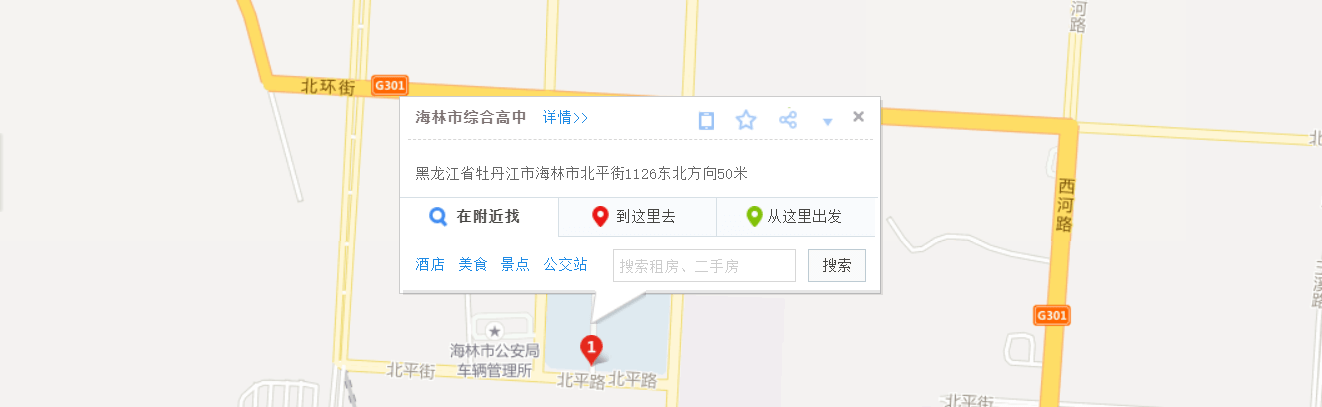 河路
北环街
G301
海林市综合高中 详情>>
黑龙江省牡丹江市海林市北平街1126东北方向50米
在附近找 到这里去 从这里出发
酒店 美食 景点 公交站 搜索租房、二手房 搜索
西河路
G301
海林市公安局
车辆管理所
1
北平街
北平路 北平路
北平街
北